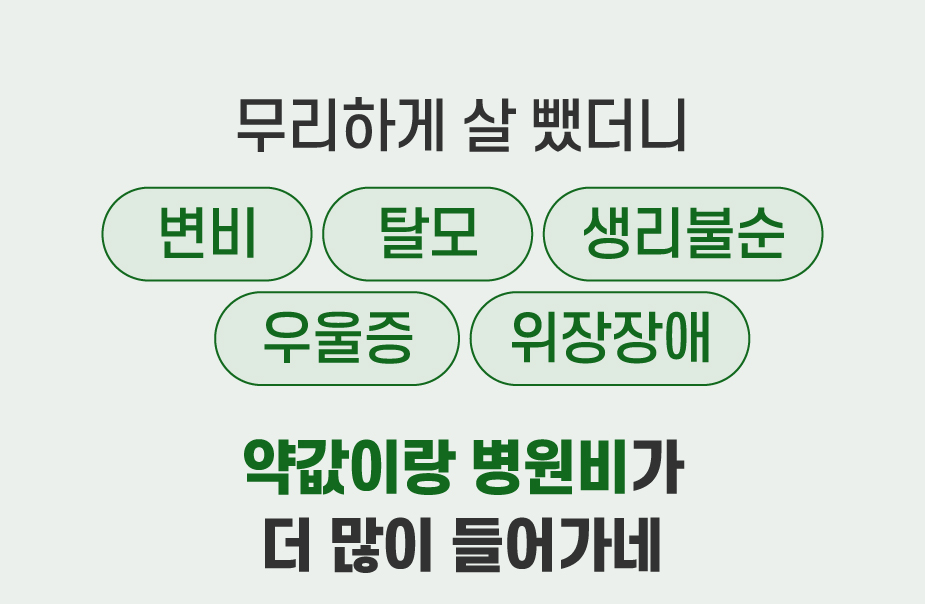 무리하게 살 뺐더니
변비 탈모 생리불순
우울증 위장장애
약값이랑 병원비가
더 많이 들어가네